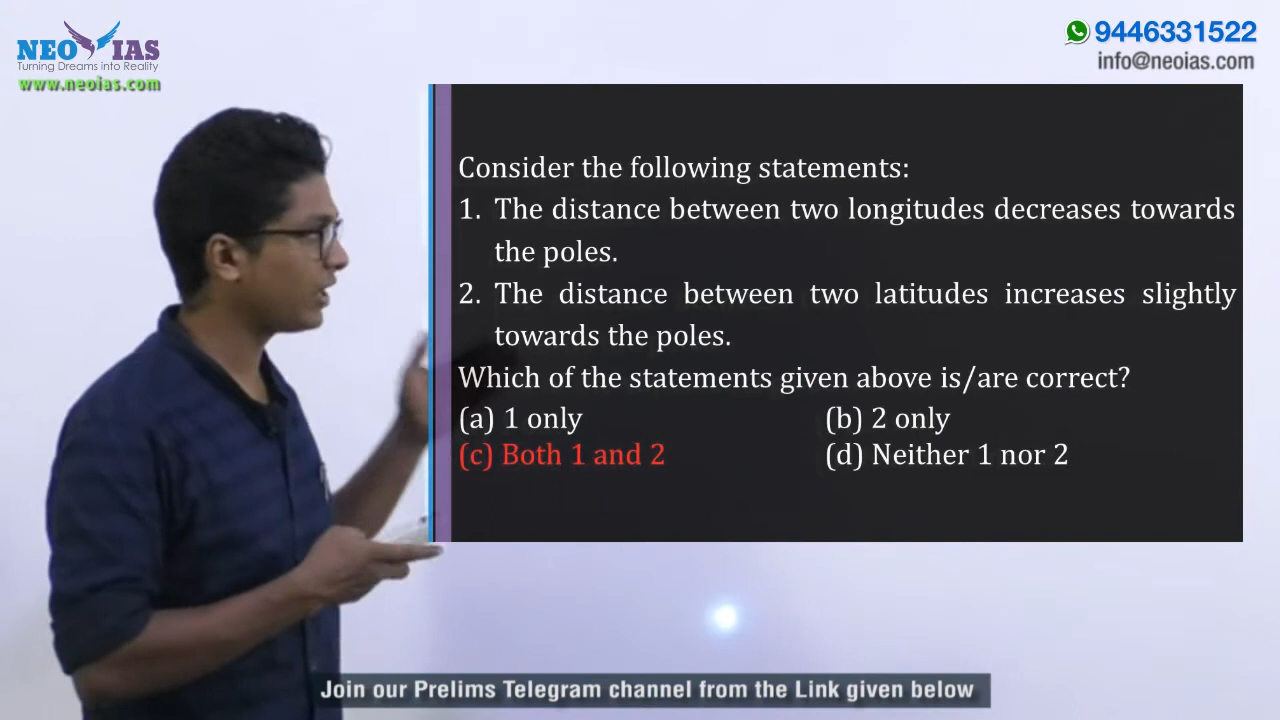 NEO IAS
Turning Dreams into Reality
www.neoias.com
9446331522
info@neoias.com
Consider the following statements:
1. The distance between two longitudes decreases towards
the poles.
2. The distance between two latitudes increases slightly
towards the poles.
Which of the statements given above is/are correct?
(a) 1 only (b) 2 only
(c) Both 1 and 2 (d) Neither 1 nor 2
Join our Prelims Telegram channel from the Link given below